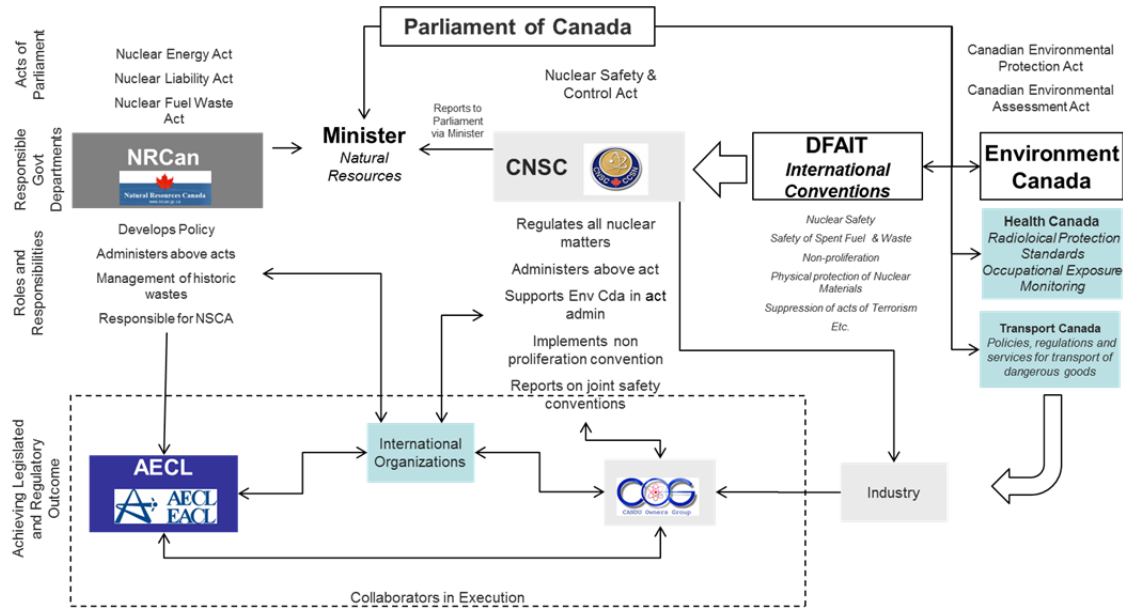 Parliament of Canada
Acts of
Parliament
Nuclear Energy Act
Nuclear Liability Act
Nuclear Fuel Waste
Act
Nuclear Safety &
Control Act
Canadian Environmental
Protection Act
Canadian Environmental
Assessment Act
Responsible
Govt
Departments
NRCan
Natural Resources Canada
www.nrcan.gc.ca
Minister
Natural
Resources
Reports to
Parliament
via Minister
CNSC
CNSC CCSN
DFAIT
International
Conventions
Environment
Canada
Roles and
Responsibilities
Develops Policy
Administers above acts
Management of historic
wastes
Responsible for NSCA
Regulates all nuclear
matters
Administers above act
Supports Env Cda in act
admin
Implements non
proliferation convention
Reports on joint safety
conventions
Nuclear Safety
Safety of Spent Fuel & Waste
Non-proliferation
Physical protection of Nuclear
Materials
Suppression of acts of Terrorism
Etc.
Health Canada
Radioloical Protection
Standards
Occupational Exposure
Monitoring
Transport Canada
Policies, regulations and
services for transport of
dangerous goods
Achieving Legislated
and Regulatory
Outcome
AECL
AECL
EACL
International
Organizations
COG
CANDU Owners Group
Industry
Collaborators in Execution